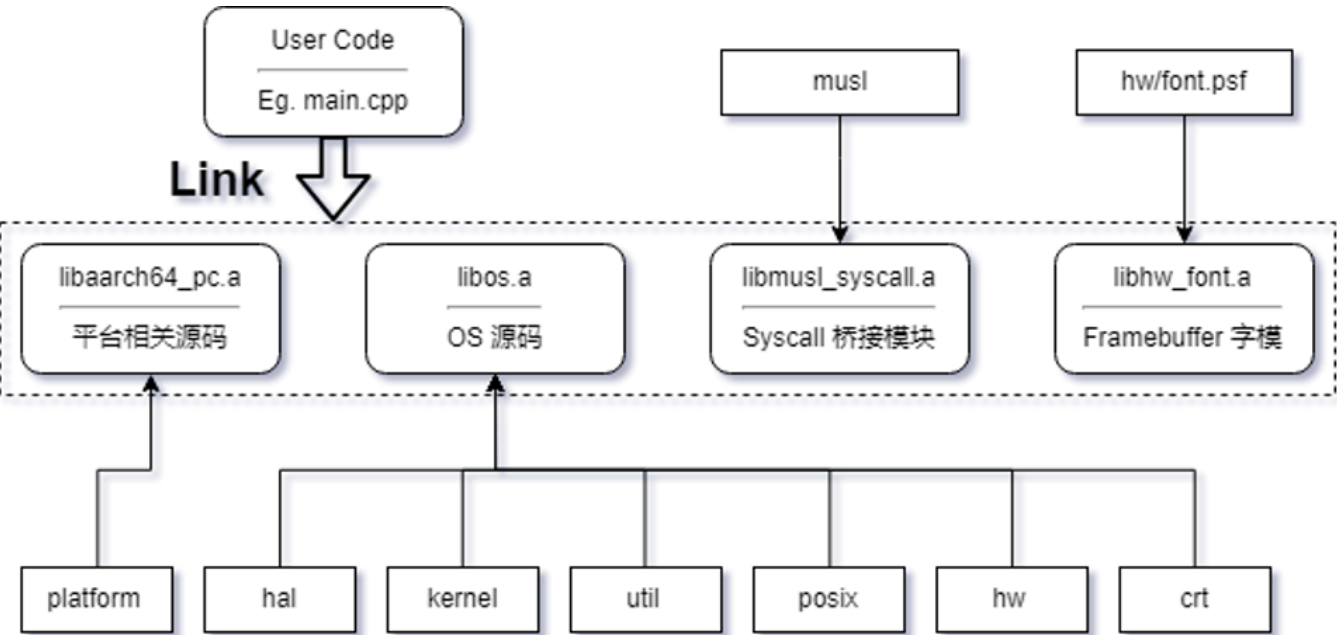 User Code
Eg. main.cpp
musl
hw/font.psf
Link
libaarch64_pc.a
平台相关源码
libos.a
OS 源码
libmusl_syscall.a
Syscall 桥接模块
libhw_font.a
Framebuffer 字模
platform
hal
kernel
util
posix
hw
crt